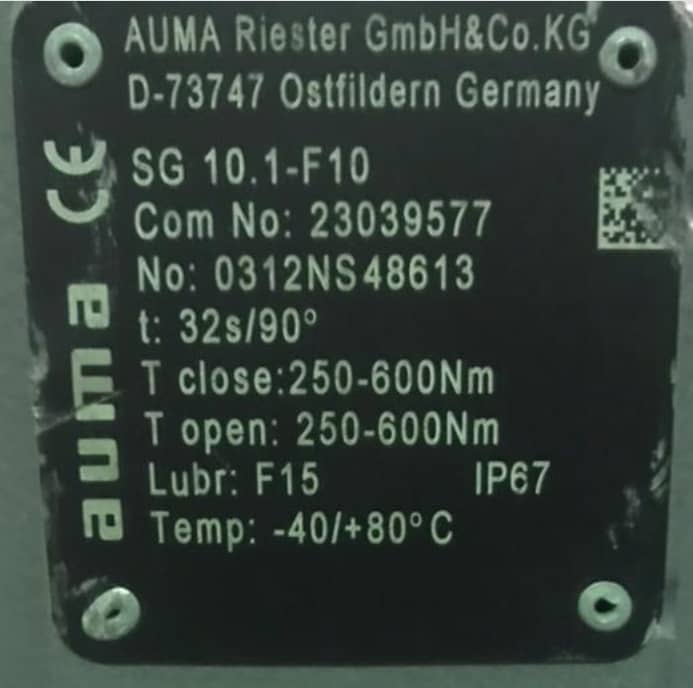 AUMA Riester GmbH&Co.KG
D-73747 Ostfildern Germany
CE
SG 10.1-F10
Com No: 23039577
No: 0312NS48613
t: 32s/90°
T close:250-600Nm
T open: 250-600Nm
Lubr: F15 IP67
Temp: -40/+80°C
auma